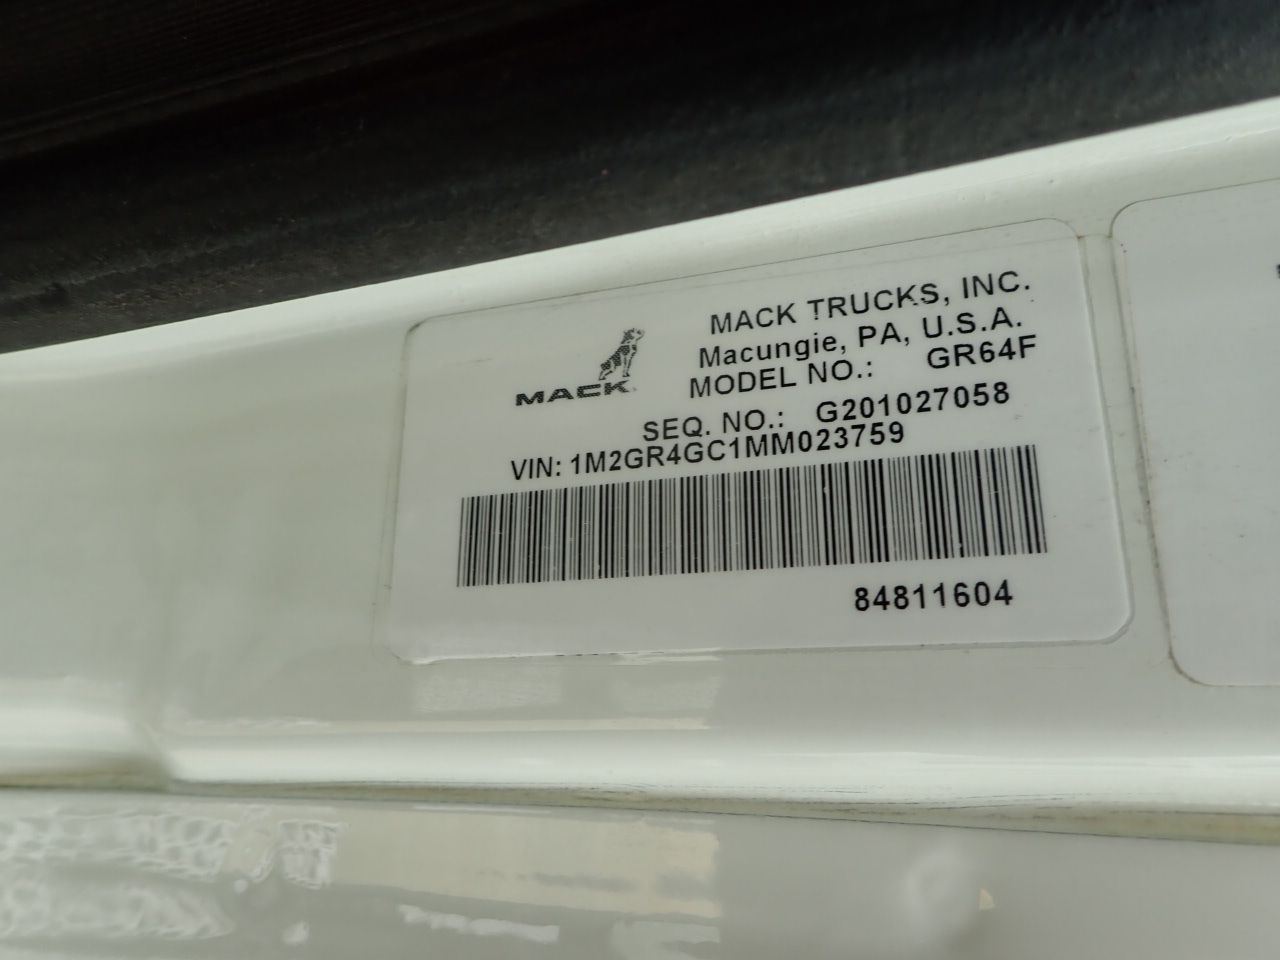 MACK TRUCKS, INC.
Macungie, PA, U.S.A.
MACK
MODEL NO.: GR64F
SEQ. NO.: G201027058
VIN: 1M2GR4GC1MM023759
84811604